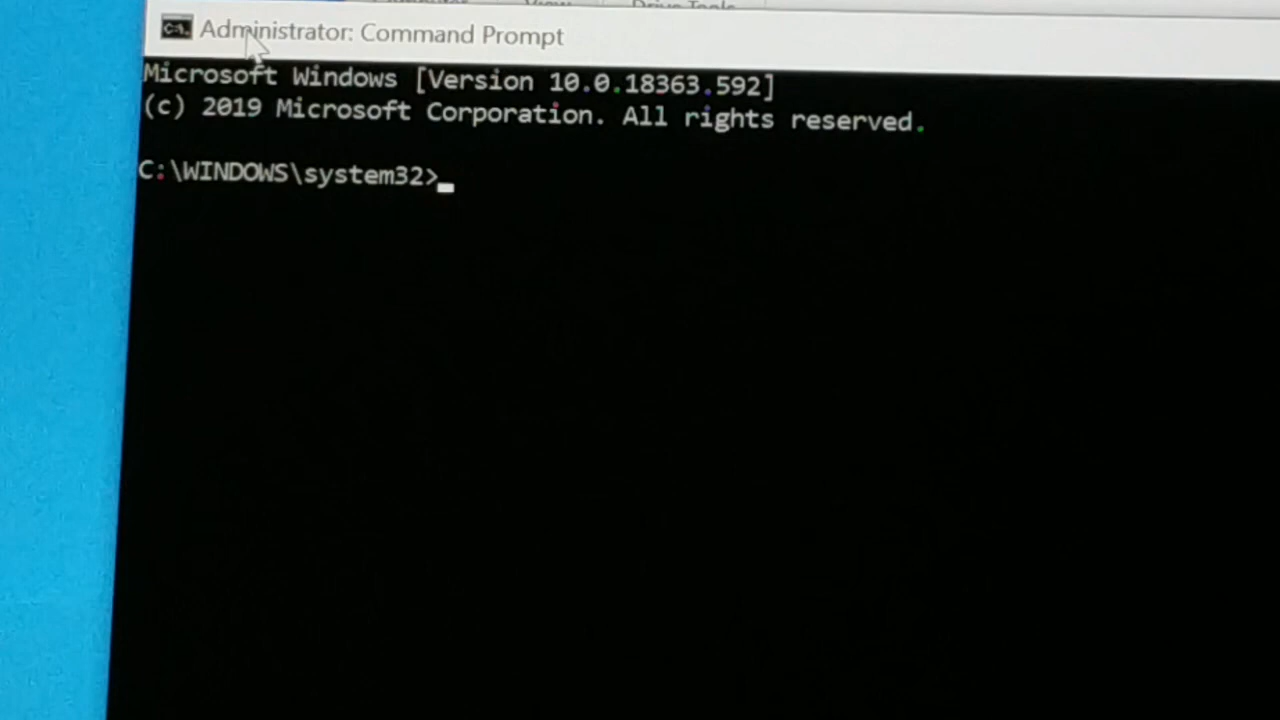 Administrator: Command Prompt
Microsoft Windows [Version 10.0.18363.592]
(c) 2019 Microsoft Corporation. All rights reserved.
C:\WINDOWS\system32>